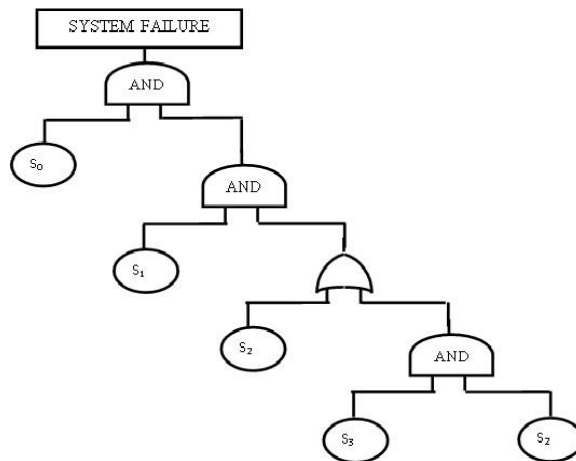 SYSTEM FAILURE
AND
S₀
AND
S₁
S₂
AND
S₃
S₂